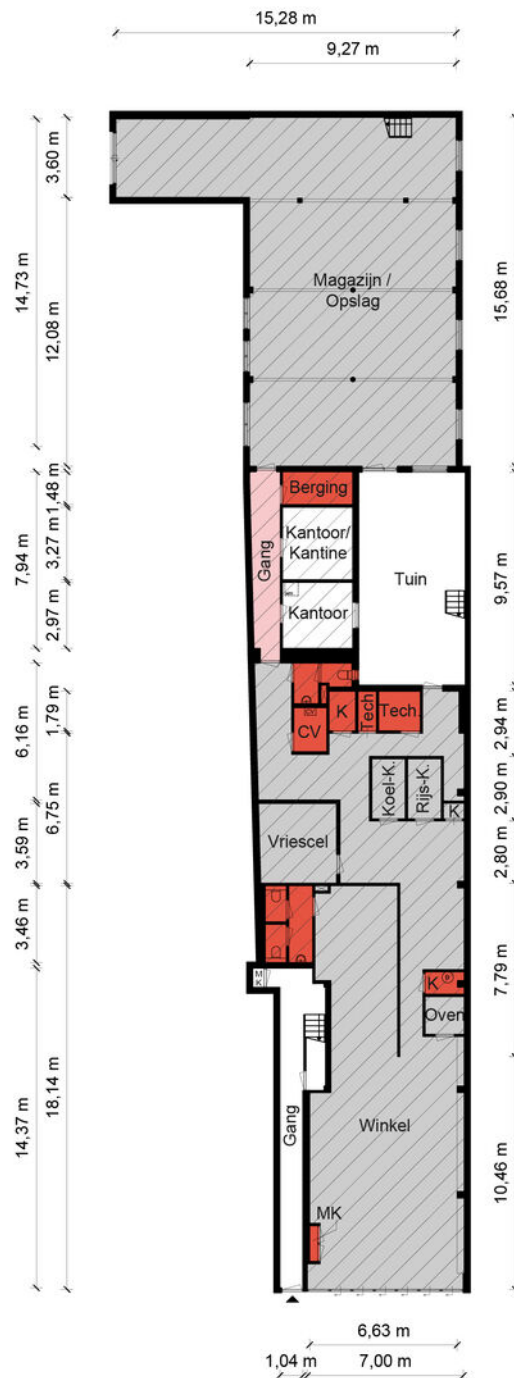 15,28 m
9,27 m
3,60 m
14,73 m
12,08 m
15,68 m
Magazijn /
Opslag
1,48 m
7,94 m
3,27 m
2,97 m
Berging
Kantoor/
Kantine
Gang
Kantoor
Tuin
9,57 m
6,16 m
1,79 m
6,75 m
3,59 m
3,46 m
CV
K
Tech
Tech.
2,94 m
Koel-K.
Rijs-K.
K
2,90 m
Vriescel
2,80 m
7,79 m
M
K
K
Oven
14,37 m
18,14 m
Gang
Winkel
MK
10,46 m
6,63 m
1,04 m
7,00 m